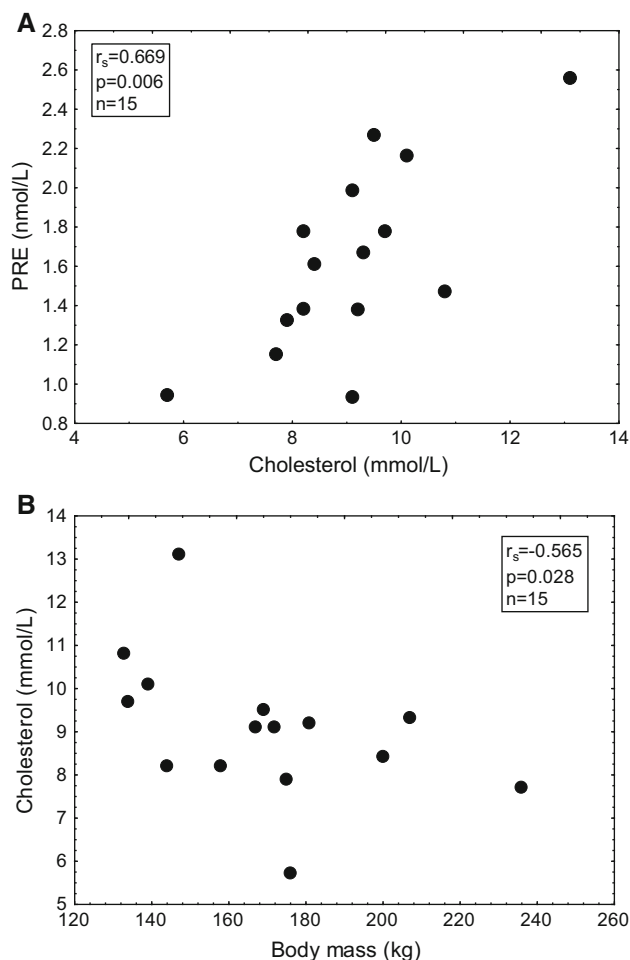 A
2.8
2.6
2.4
2.2
2.0
1.8
1.6
1.4
1.2
1.0
0.8
PRE (nmol/L)
rs=0.669
p=0.006
n=15
4 6 8 10 12 14
Cholesterol (mmol/L)
B
14
13
12
11
10
9
8
7
6
5
Cholesterol (mmol/L)
rs=-0.565
p=0.028
n=15
120 140 160 180 200 220 240 260
Body mass (kg)